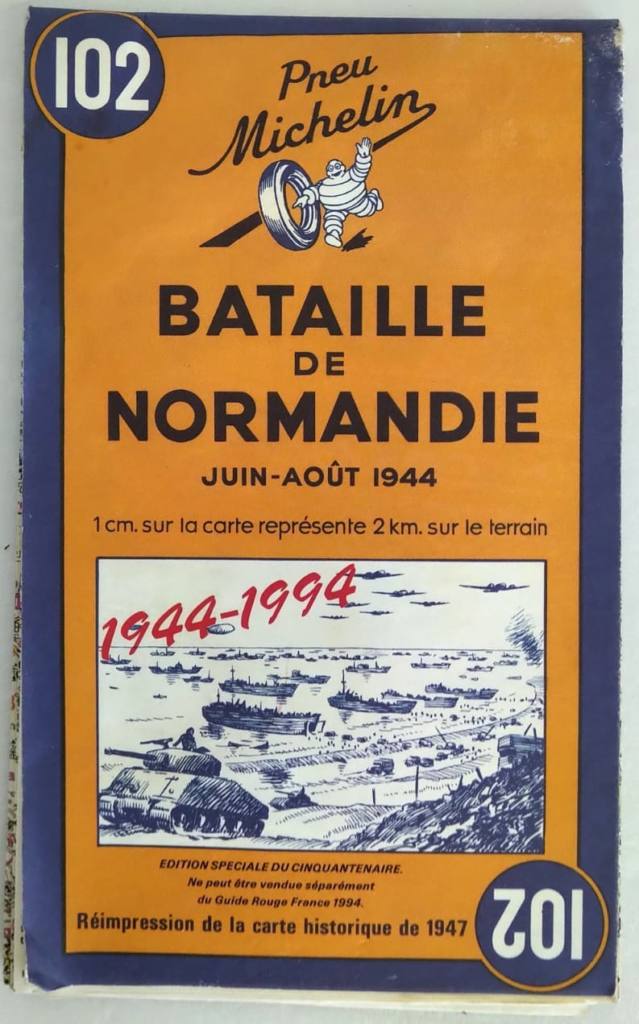 102
Pneu
Michelin
BATAILLE
DE
NORMANDIE
JUIN-AOÛT 1944
1 cm. sur la carte représente 2 km. sur le terrain
1944-1994
EDITION SPECIALE DU CINQUANTENAIRE.
Ne peut être vendue séparément
du Guide Rouge France 1994.
Réimpression de la carte historique de 1947
102